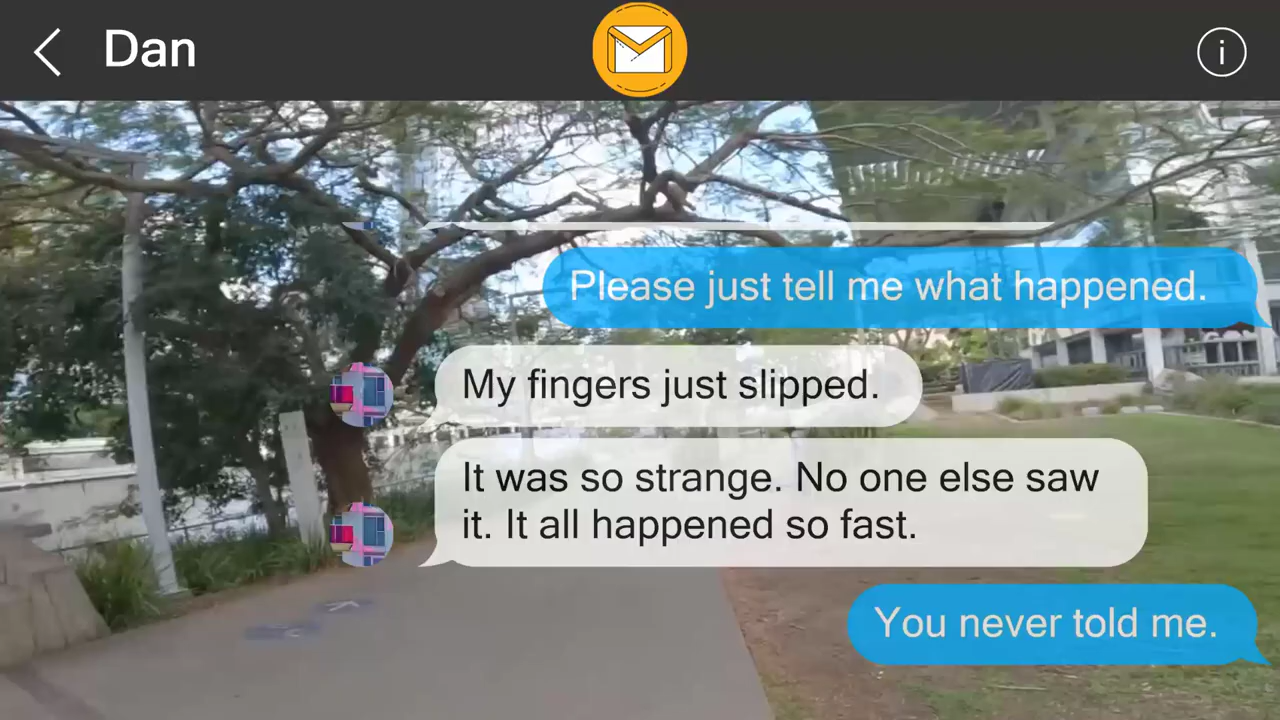 Dan
i
Please just tell me what happened.
My fingers just slipped.
It was so strange. No one else saw
it. It all happened so fast.
You never told me.